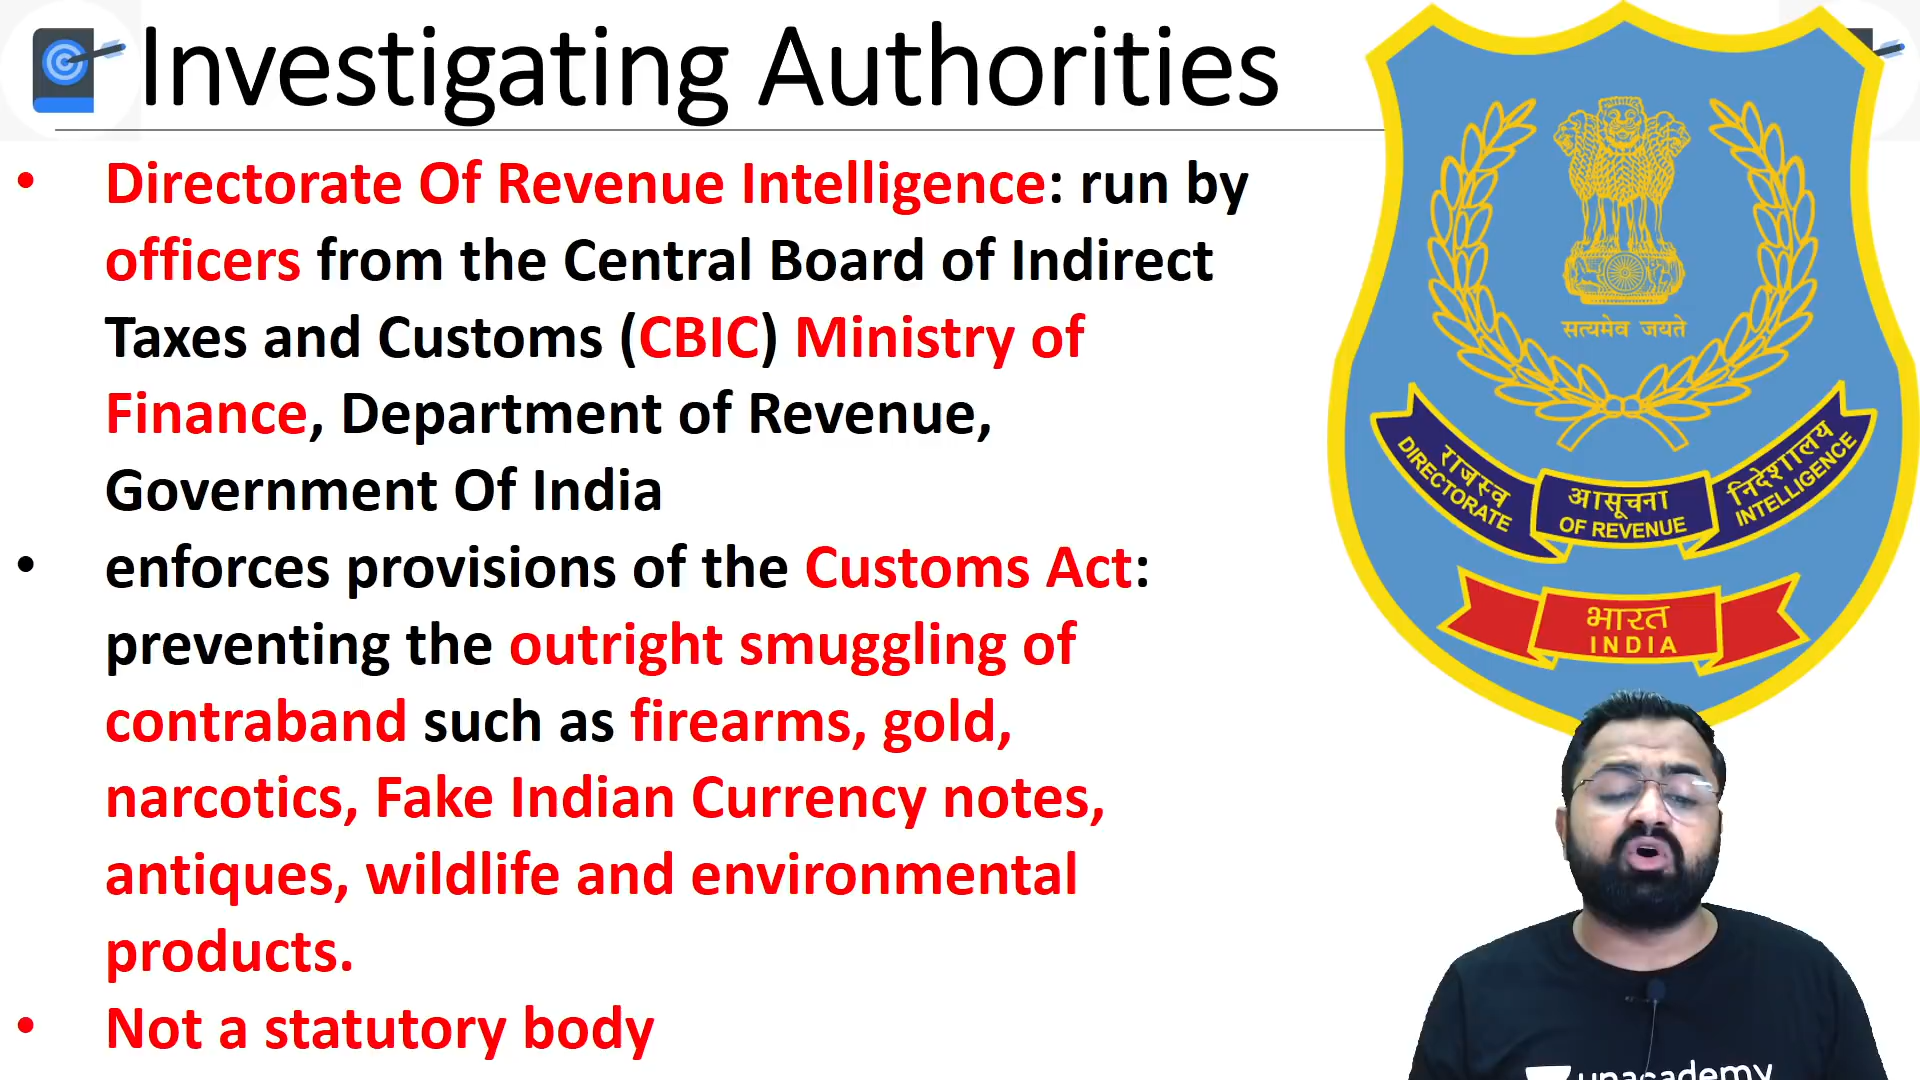 Investigating Authorities
• Directorate Of Revenue Intelligence: run by
officers from the Central Board of Indirect
Taxes and Customs (CBIC) Ministry of
Finance, Department of Revenue,
Government Of India
• enforces provisions of the Customs Act:
preventing the outright smuggling of
contraband such as firearms, gold,
narcotics, Fake Indian Currency notes,
antiques, wildlife and environmental
products.
• Not a statutory body
सत्यमेव जयते
राजस्व आसूचना निदेशालय
DIRECTORATE OF REVENUE INTELLIGENCE
भारत
INDIA
unacademy